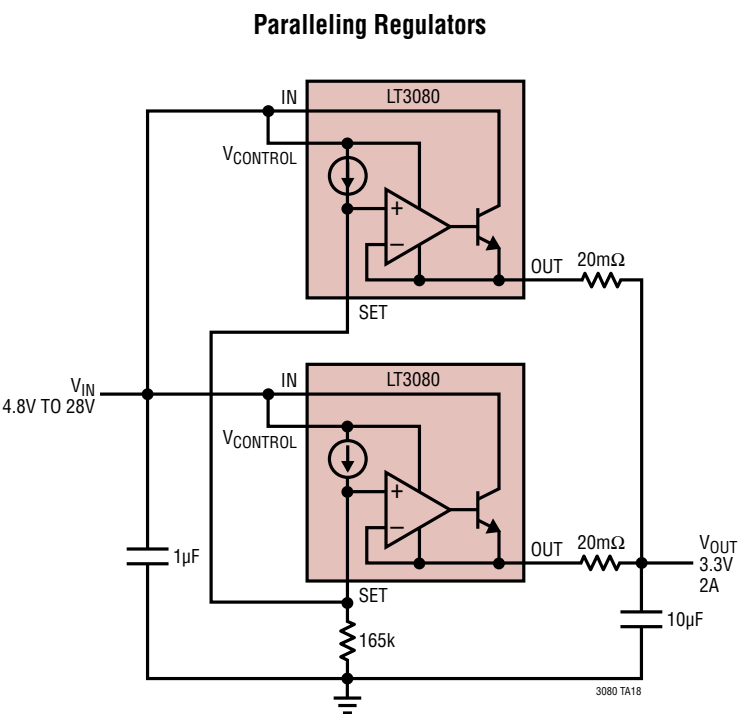 Paralleling Regulators
IN
LT3080
VCONTROL
+
–
OUT
20mΩ
SET
VIN
4.8V TO 28V
IN
LT3080
VCONTROL
+
–
OUT
20mΩ
VOUT
3.3V
2A
1µF
SET
165k
10µF
3080 TA18